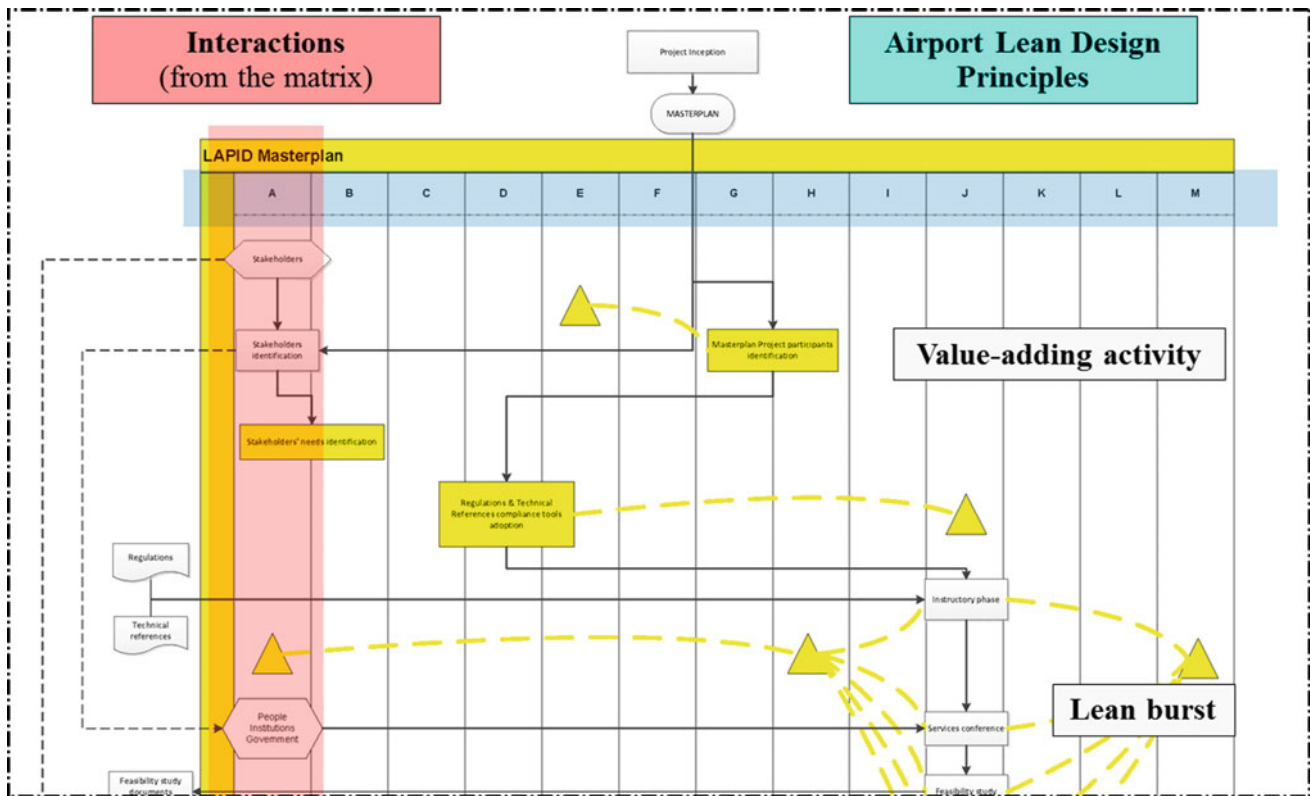 Interactions
(from the matrix)
Project Inception
Airport Lean Design
Principles
MASTERPLAN
LAPID Masterplan
A B C D E F G H I J K L M
Stakeholders
Stakeholders
identification
Masterplan Project participants
identification
Value-adding activity
Stakeholders' needs identification
Regulations & Technical
References compliance tools
adoption
Regulations
Instructory phase
Technical
references
People
Institutions
Government
Lean burst
Services conference
Feasibility study
documents
Feasibility study